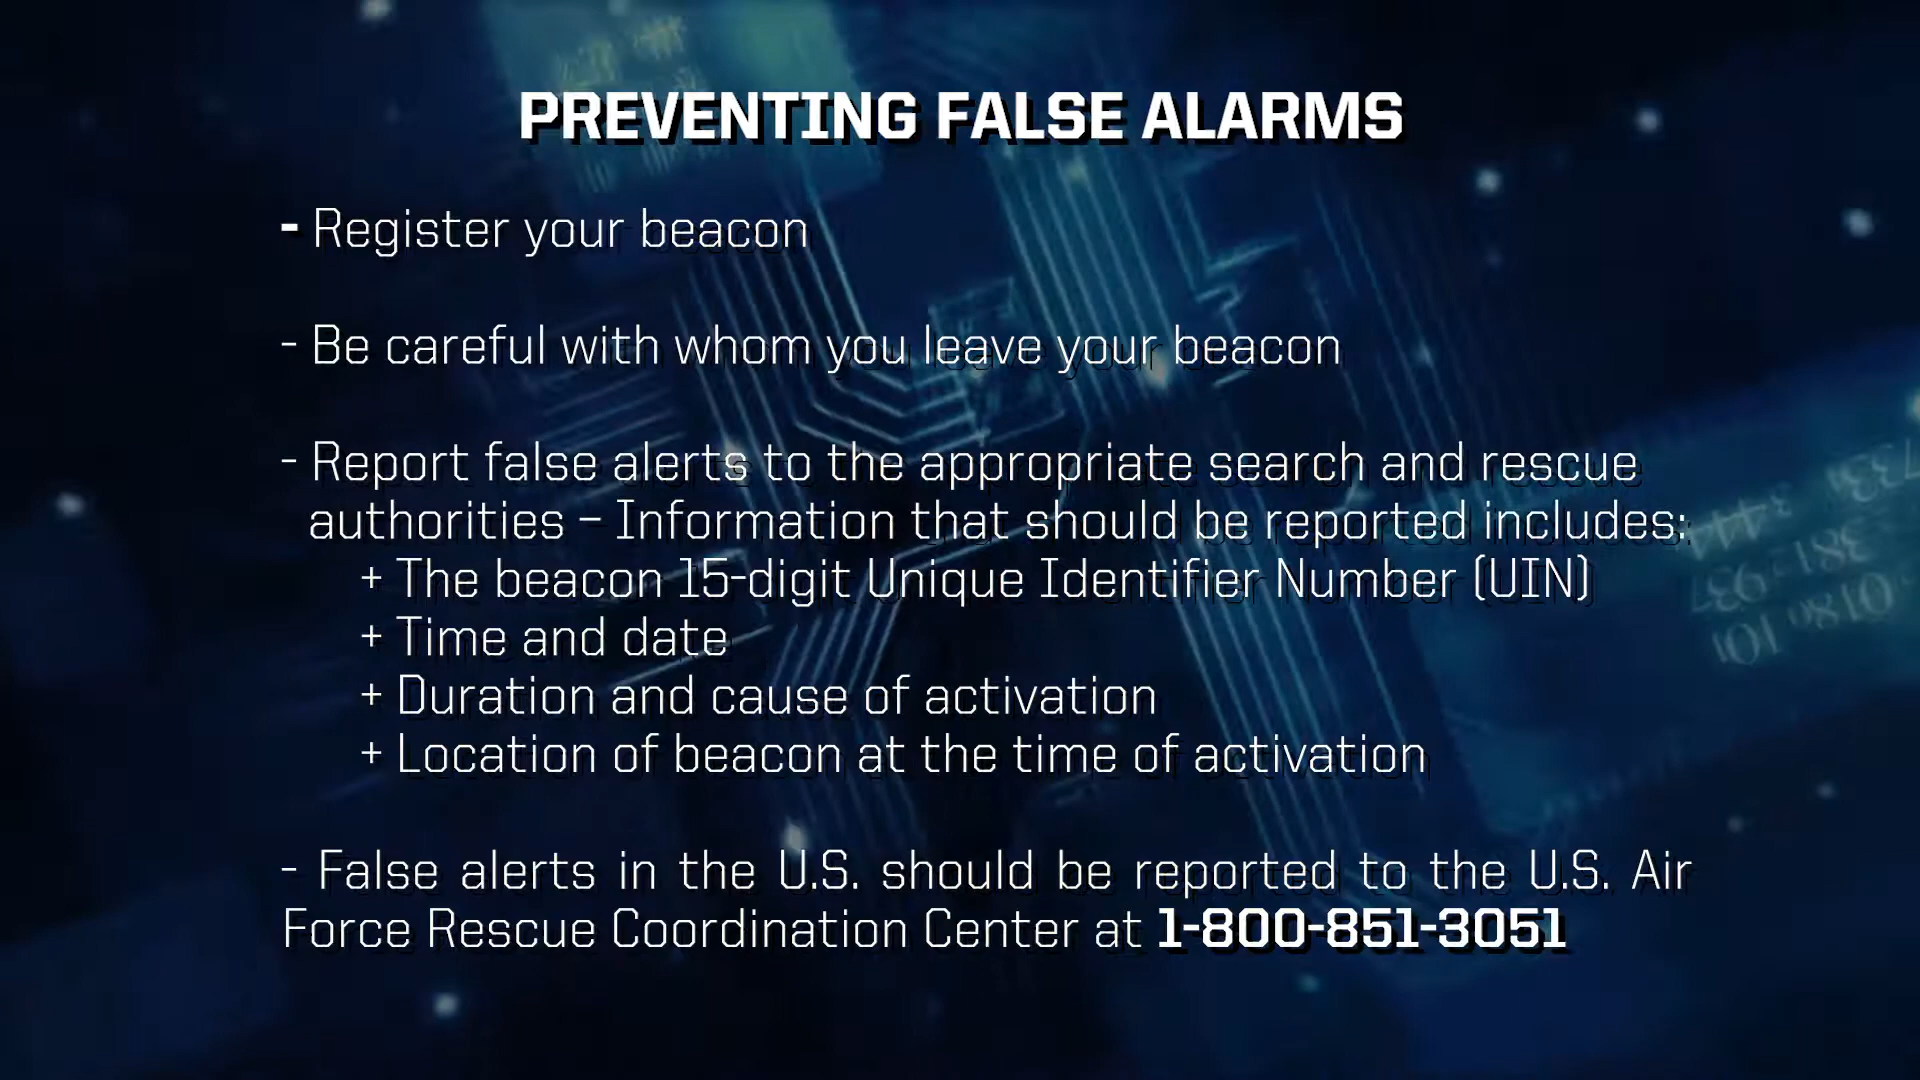 PREVENTING FALSE ALARMS
- Register your beacon
- Be careful with whom you leave your beacon
- Report false alerts to the appropriate search and rescue
authorities – Information that should be reported includes:
+ The beacon 15-digit Unique Identifier Number (UIN)
+ Time and date
+ Duration and cause of activation
+ Location of beacon at the time of activation
- False alerts in the U.S. should be reported to the U.S. Air
Force Rescue Coordination Center at 1-800-851-3051